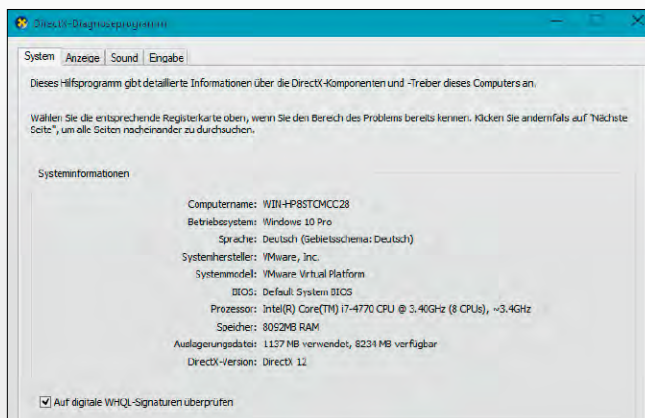 DirectX-Diagnoseprogramm
System Anzeige Sound Eingabe
Dieses Hilfsprogramm gibt detaillierte Informationen über die DirectX-Komponenten und -Treiber dieses Computers an.
Wählen Sie die entsprechende Registerkarte oben, wenn Sie den Bereich des Problems bereits kennen. Klicken Sie andernfalls auf "Nächste
Seite", um alle Seiten nacheinander zu durchsuchen.
Systeminformationen
Computername: WIN-HP8STCMCC28
Betriebssystem: Windows 10 Pro
Sprache: Deutsch (Gebietsschema: Deutsch)
Systemhersteller: VMware, Inc.
Systemmodell: VMware Virtual Platform
BIOS: Default System BIOS
Prozessor: Intel(R) Core(TM) i7-4770 CPU @ 3.40GHz (8 CPUs), ~3.4GHz
Speicher: 8092MB RAM
Auslagerungsdatei: 1137 MB verwendet, 8234 MB verfügbar
DirectX-Version: DirectX 12
Auf digitale WHQL-Signaturen überprüfen